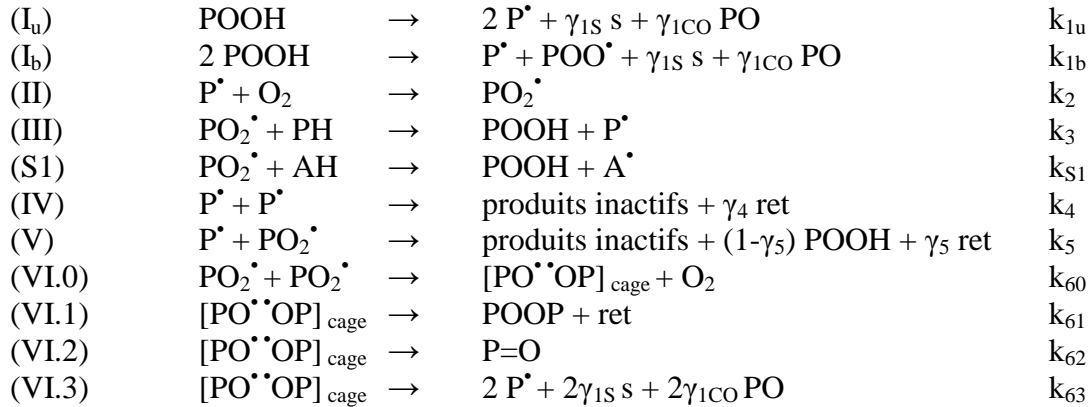 (Iᵤ) POOH → 2 P• + γ₁S s + γ₁CO PO k₁ᵤ
(I_b) 2 POOH → P• + POO• + γ₁S s + γ₁CO PO k₁b
(II) P• + O₂ → PO₂• k₂
(III) PO₂• + PH → POOH + P• k₃
(S1) PO₂• + AH → POOH + A• kS1
(IV) P• + P• → produits inactifs + γ₄ ret k₄
(V) P• + PO₂• → produits inactifs + (1-γ₅) POOH + γ₅ ret k₅
(VI.0) PO₂• + PO₂• → [PO••OP] cage + O₂ k₆₀
(VI.1) [PO••OP] cage → POOP + ret k₆₁
(VI.2) [PO••OP] cage → P=O k₆₂
(VI.3) [PO••OP] cage → 2 P• + 2γ₁S s + 2γ₁CO PO k₆₃